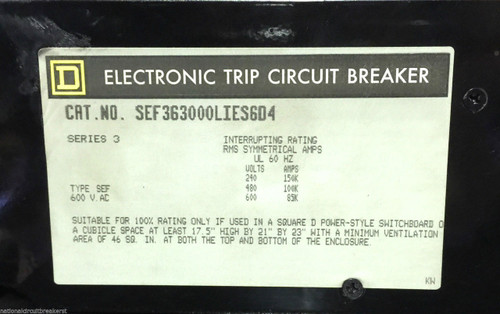 D ELECTRONIC TRIP CIRCUIT BREAKER
CAT.NO. SEF363000LIES6D4
SERIES 3
INTERRUPTING RATING
RMS SYMMETRICAL AMPS
UL 60 HZ
VOLTS AMPS
240 150K
TYPE SEF 480 100K
600 V.AC 600 85K
SUITABLE FOR 100% RATING ONLY IF USED IN A SQUARE D POWER-STYLE SWITCHBOARD O
A CUBICLE SPACE AT LEAST 17.5" HIGH BY 21" BY 23" WITH A MINIMUM VENTILATION
AREA OF 46 SQ. IN. AT BOTH THE TOP AND BOTTOM OF THE ENCLOSURE
KW
nationalcircuitbreakerst